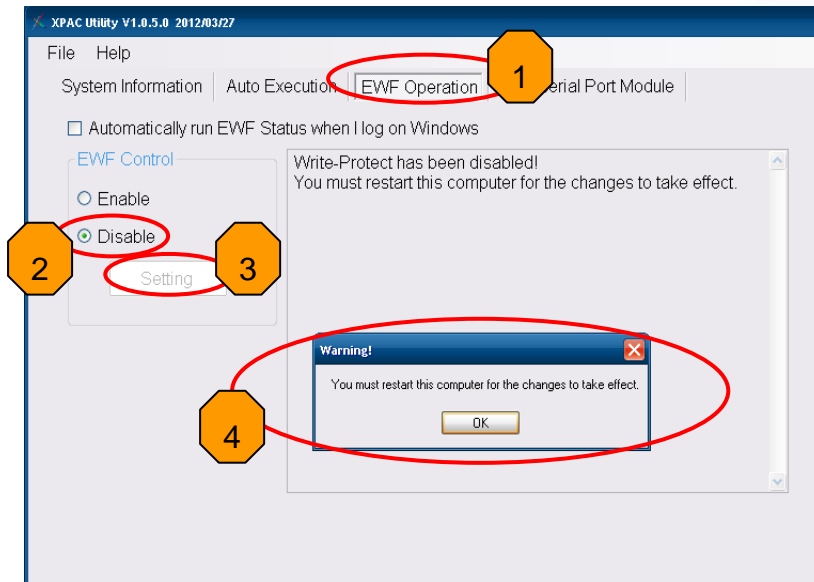 XPAC Utility V1.0.5.0 2012/03/27
File Help
System Information Auto Execution EWF Operation 1 erial Port Module
Automatically run EWF Status when I log on Windows
EWF Control
Enable
Disable
2
Setting
3
Write-Protect has been disabled!
You must restart this computer for the changes to take effect.
Warning!
You must restart this computer for the changes to take effect.
OK
4